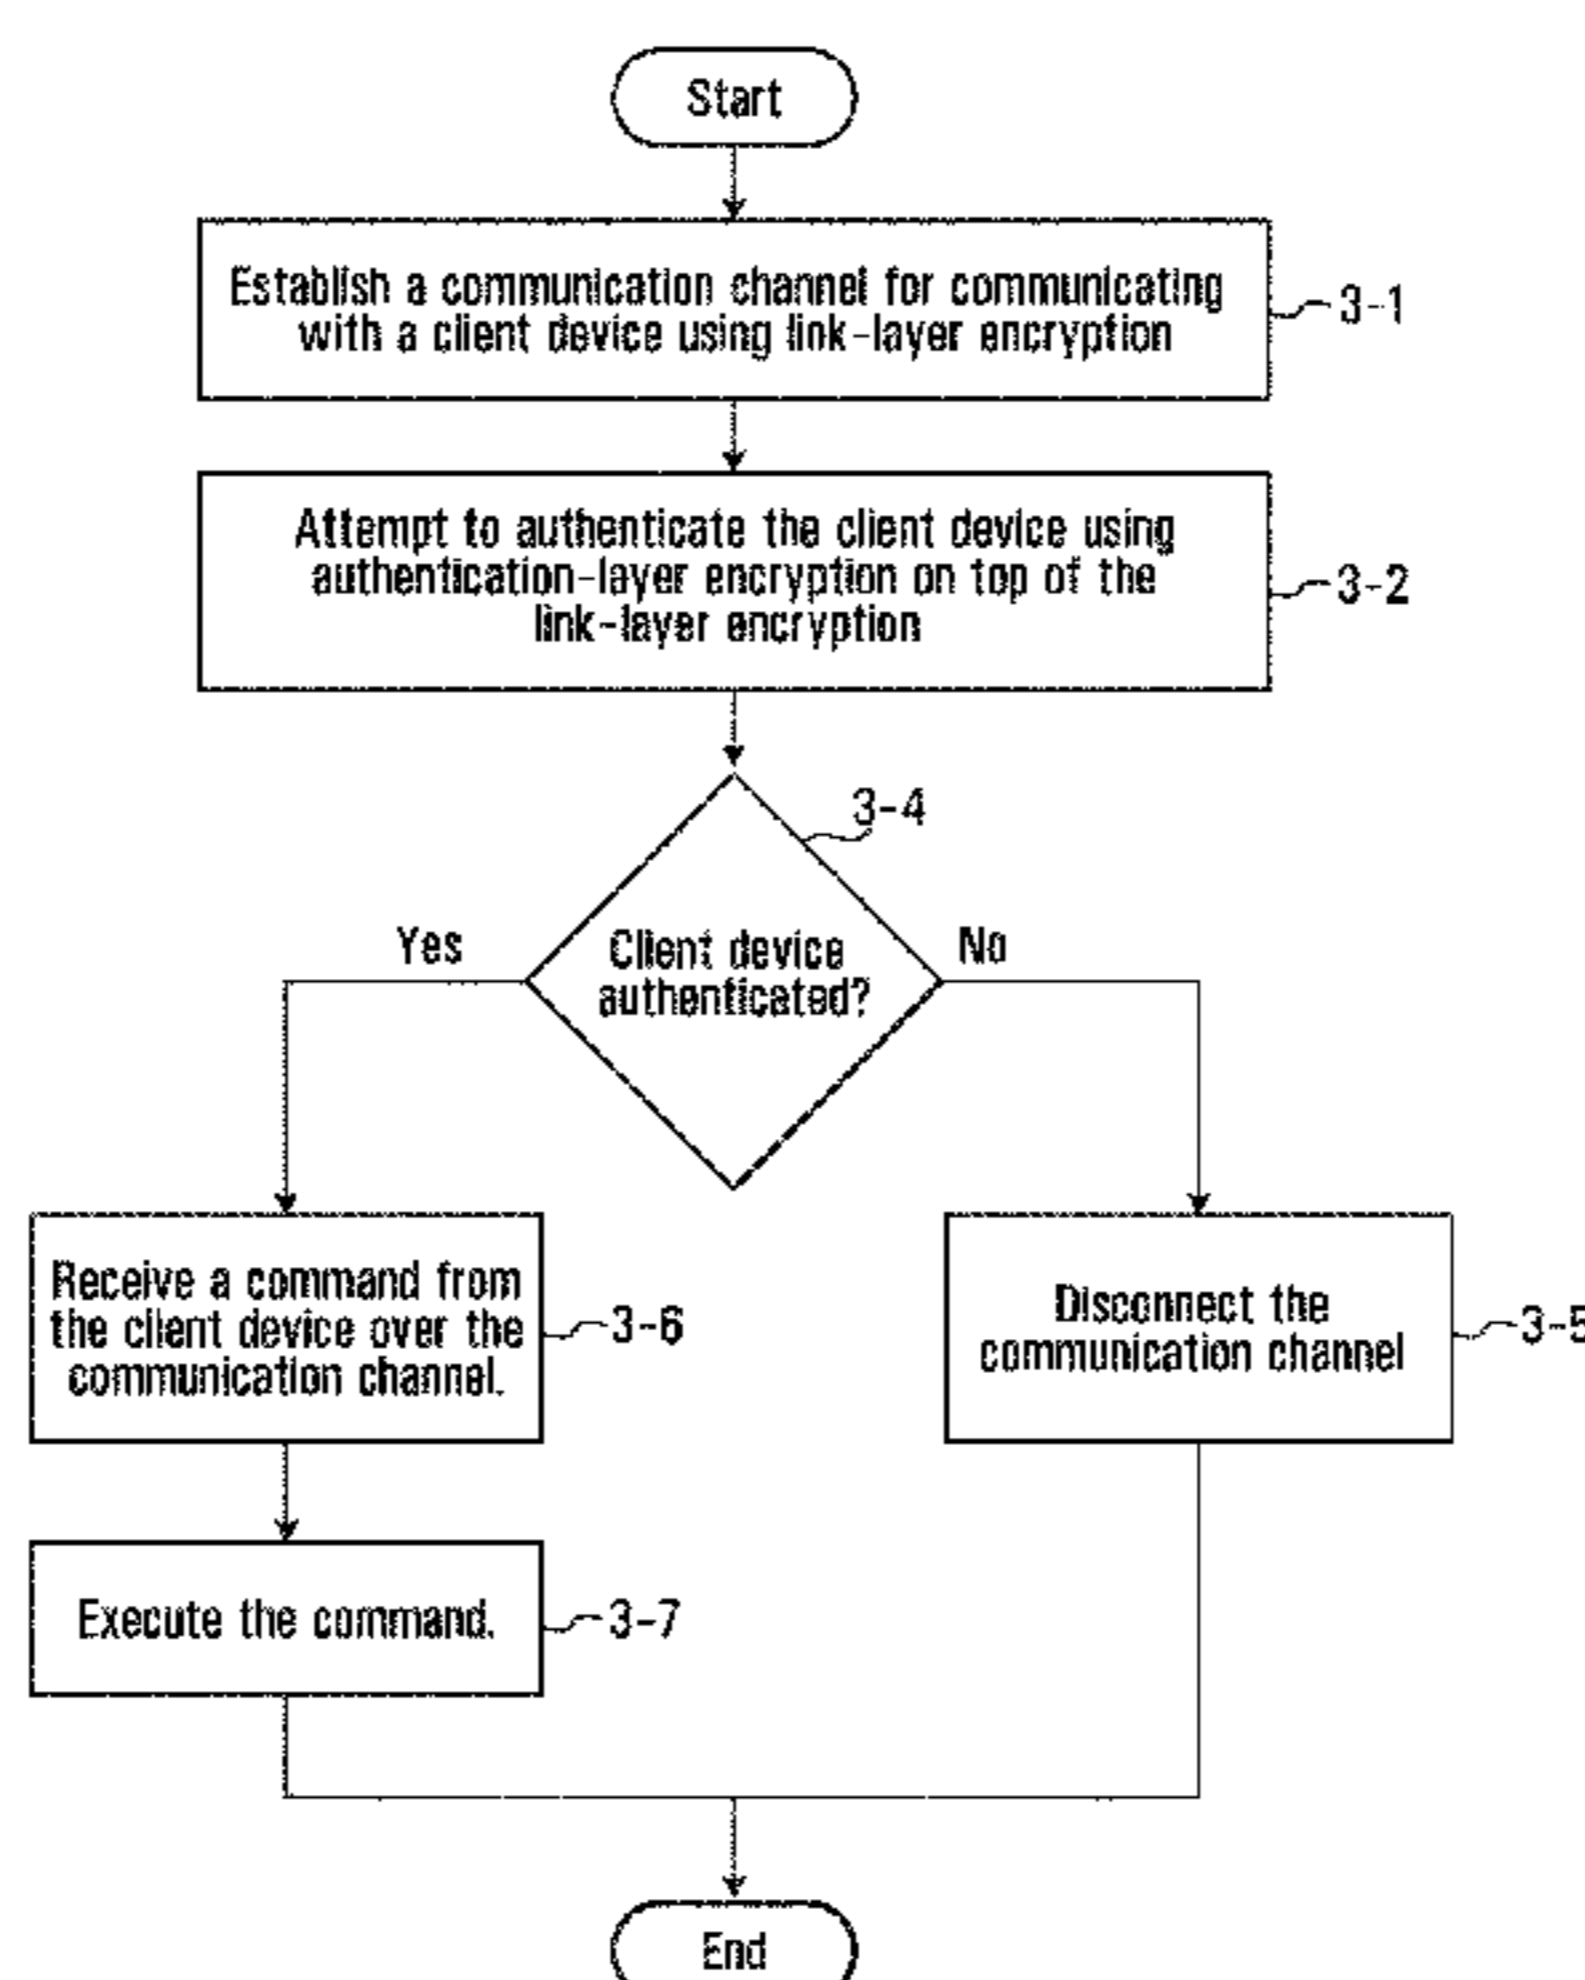 Start
Establish a communication channel for communicating
with a client device using link-layer encryption
3-1
Attempt to authenticate the client device using
authentication-layer encryption on top of the
link-layer encryption
3-2
3-4
Yes
No
Client device
authenticated?
Receive a command from
the client device over the
communication channel.
3-6
Disconnect the
communication channel
3-5
Execute the command.
3-7
End